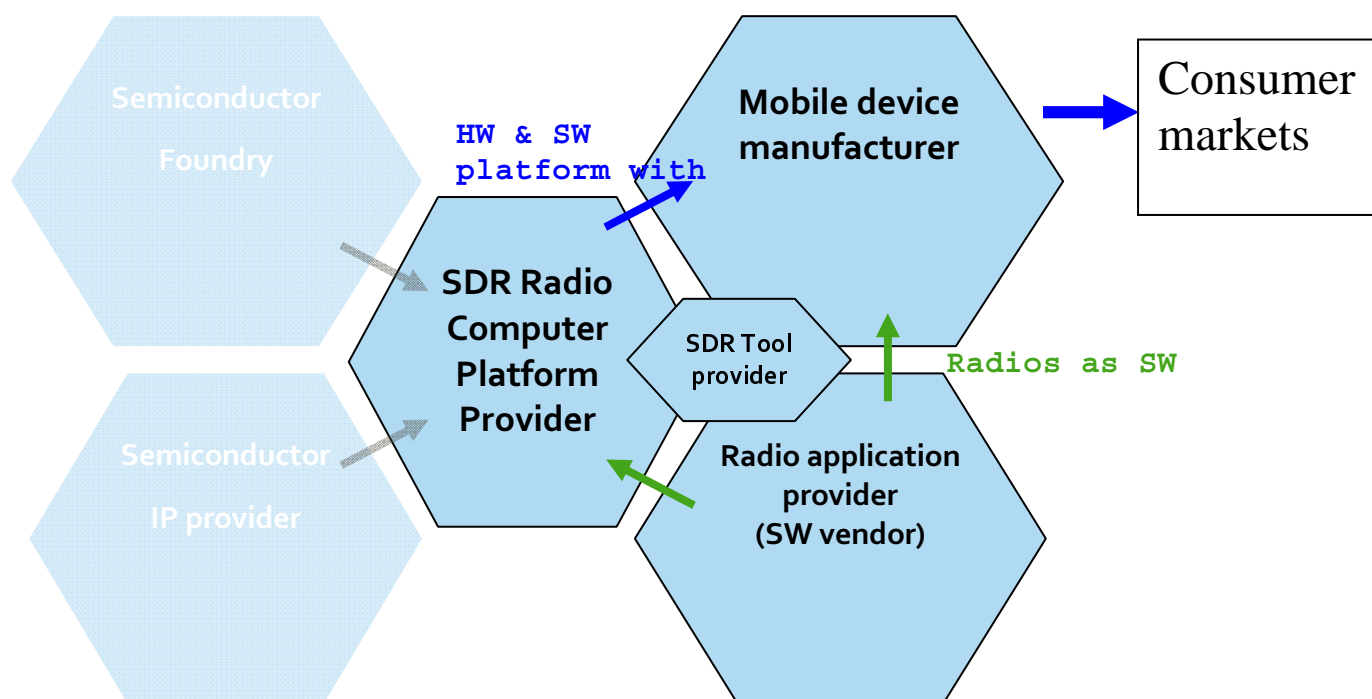 Semiconductor
Foundry
HW & SW
platform with
Mobile device
manufacturer
Consumer
markets
SDR Radio
Computer
Platform
Provider
SDR Tool
provider
Radios as SW
Semiconductor
IP provider
Radio application
provider
(SW vendor)